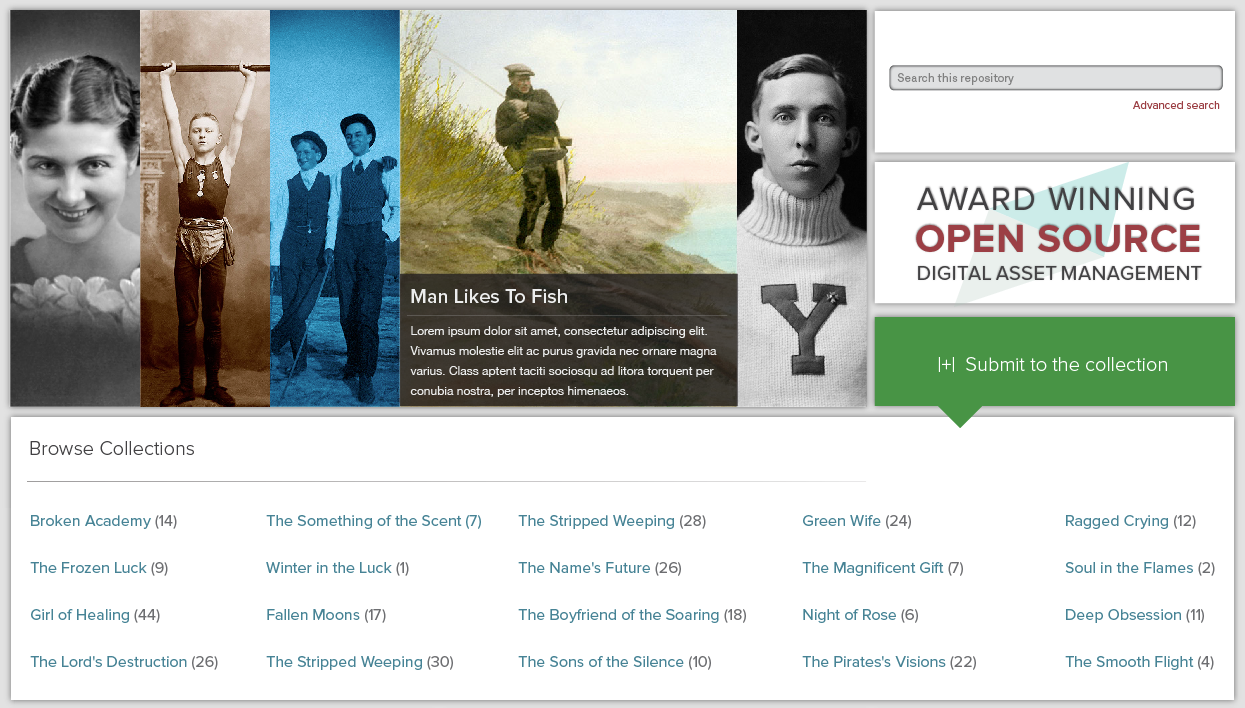 Search this repository
Advanced search
AWARD WINNING
OPEN SOURCE
DIGITAL ASSET MANAGEMENT
Y
Man Likes To Fish
Lorem ipsum dolor sit amet, consectetur adipiscing elit.
Vivamus molestie elit ac purus gravida nec ornare magna
varius. Class aptent taciti sociosqu ad litora torquent per
conubia nostra, per inceptos himenaeos.
|+| Submit to the collection
Browse Collections
Broken Academy (14)
The Something of the Scent (7)
The Stripped Weeping (28)
Green Wife (24)
Ragged Crying (12)
The Frozen Luck (9)
Winter in the Luck (1)
The Name's Future (26)
The Magnificent Gift (7)
Soul in the Flames (2)
Girl of Healing (44)
Fallen Moons (17)
The Boyfriend of the Soaring (18)
Night of Rose (6)
Deep Obsession (11)
The Lord's Destruction (26)
The Stripped Weeping (30)
The Sons of the Silence (10)
The Pirates's Visions (22)
The Smooth Flight (4)